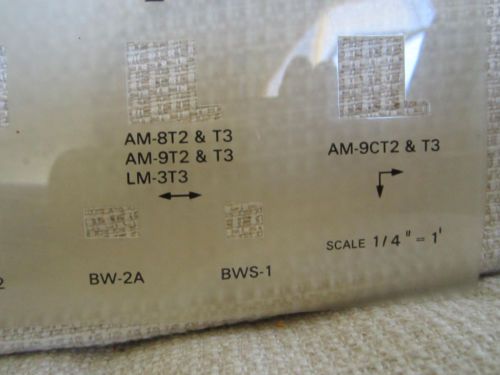 AM-8T2 & T3
AM-9T2 & T3
LM-3T3
AM-9CT2 & T3
2
BW-2A
BWS-1
SCALE 1/4" = 1'